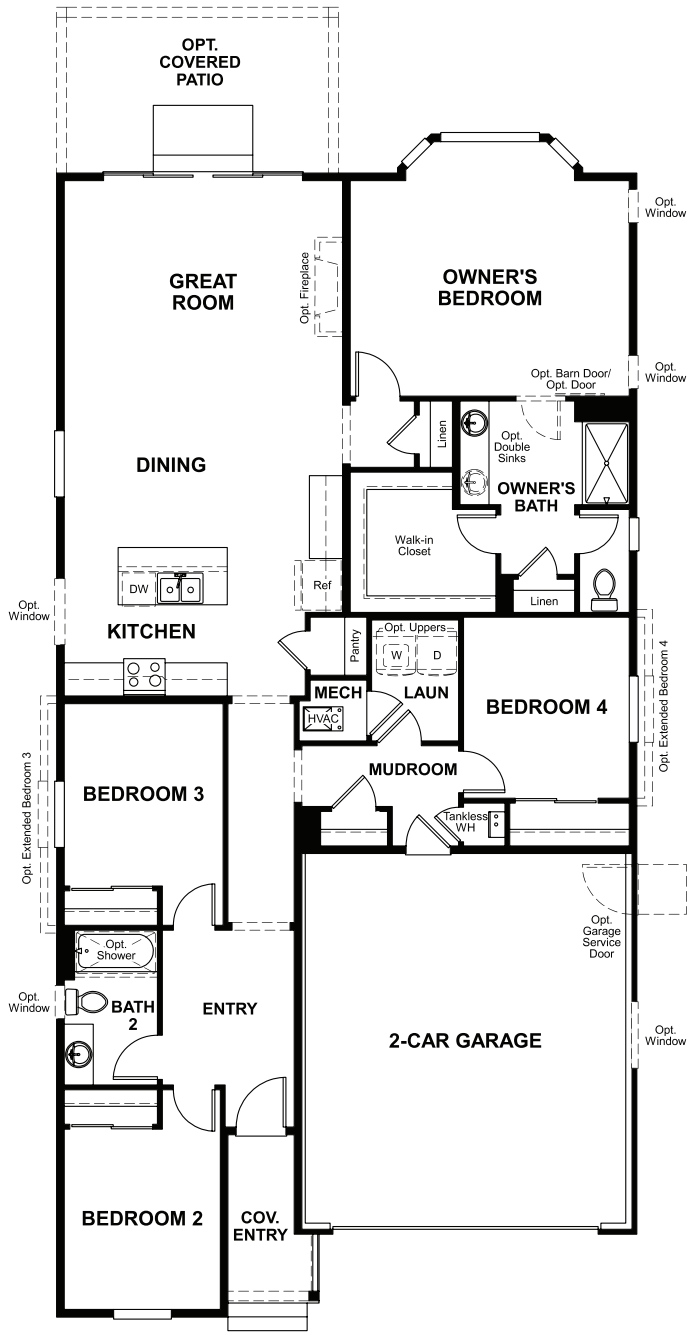 OPT.
COVERED
PATIO
Opt.
Window
GREAT
ROOM
Opt. Fireplace
OWNER'S
BEDROOM
Opt. Barn Door/
Opt. Door
Opt.
Window
Linen
Opt.
Double
Sinks
DINING
OWNER'S
BATH
Walk-in
Closet
DW
Ref
Linen
Opt.
Window
KITCHEN
Pantry
Opt. Uppers
W
D
MECH
LAUN
HVAC
BEDROOM 4
Opt. Extended Bedroom 4
MUDROOM
BEDROOM 3
Opt. Extended Bedroom 3
Tankless
WH
Opt.
Garage
Service
Door
Opt.
Shower
Opt.
Window
BATH
2
ENTRY
2-CAR GARAGE
Opt.
Window
BEDROOM 2
COV.
ENTRY